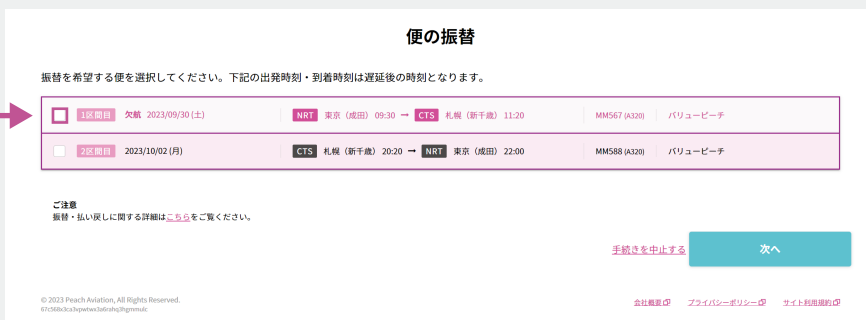 便の振替
振替を希望する便を選択してください。下記の出発時刻・到着時刻は遅延後の時刻となります。
1区間目 欠航 2023/09/30 (土) NRT 東京（成田） 09:30 → CTS 札幌（新千歳） 11:20 MM567 (A320) バリューピーチ
2区間目 2023/10/02 (月) CTS 札幌（新千歳） 20:20 → NRT 東京（成田） 22:00 MM588 (A320) バリューピーチ
ご注意
振替・払い戻しに関する詳細はこちらをご覧ください。
手続きを中止する 次へ
© 2023 Peach Aviation, All Rights Reserved.
会社概要 プライバシーポリシー サイト利用規約